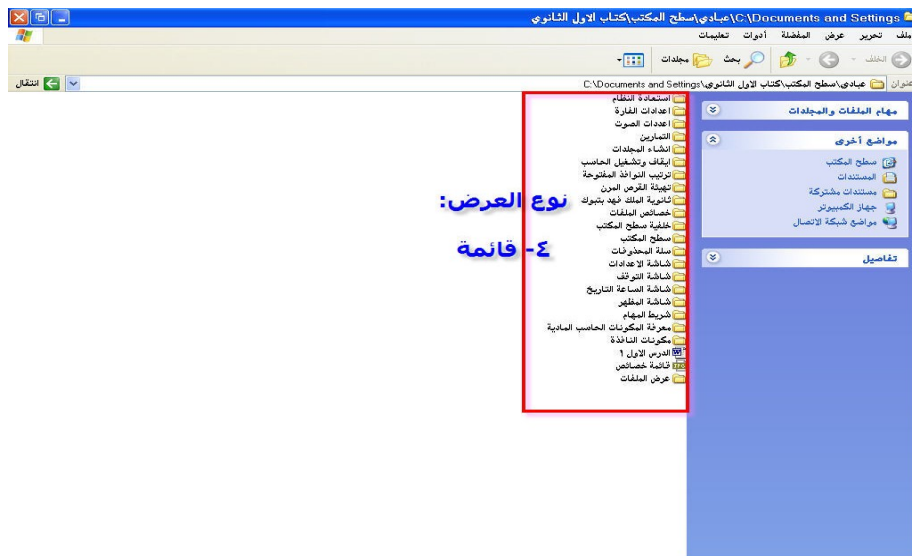 C:\Documents and Settings\عبادي\سطح المكتب\كتاب الاول الثانوي
ملف تحرير عرض المفضلة أدوات تعليمات
الخلف بحث مجلدات
عنوان C:\Documents and Settings\عبادي\سطح المكتب\كتاب الاول الثانوي انتقال
مهام الملفات والمجلدات
مواضع أخرى
سطح المكتب
المستندات
مستندات مشتركة
جهاز الكمبيوتر
مواضع شبكة الاتصال
تفاصيل
استعادة النظام
اعدادات الفارة
اعددات الصوت
التمارين
انشاء المجلدات
ايقاف وتشغيل الحاسب
ترتيب النوافذ المفتوحة
تهيئة القرص المرن
ثانوية الملك فهد بتبوك
خصائص الملفات
خلفية سطح المكتب
سطح المكتب
سلة المحذوفات
شاشة الاعدادات
شاشة التوقف
شاشة الساعة التاريخ
شاشة المظهر
شريط المهام
معرفة المكونات الحاسب المادية
مكونات النافذة
الدرس الاول ١
قائمة خصائص
عرض الملفات
نوع العرض:
٤- قائمة